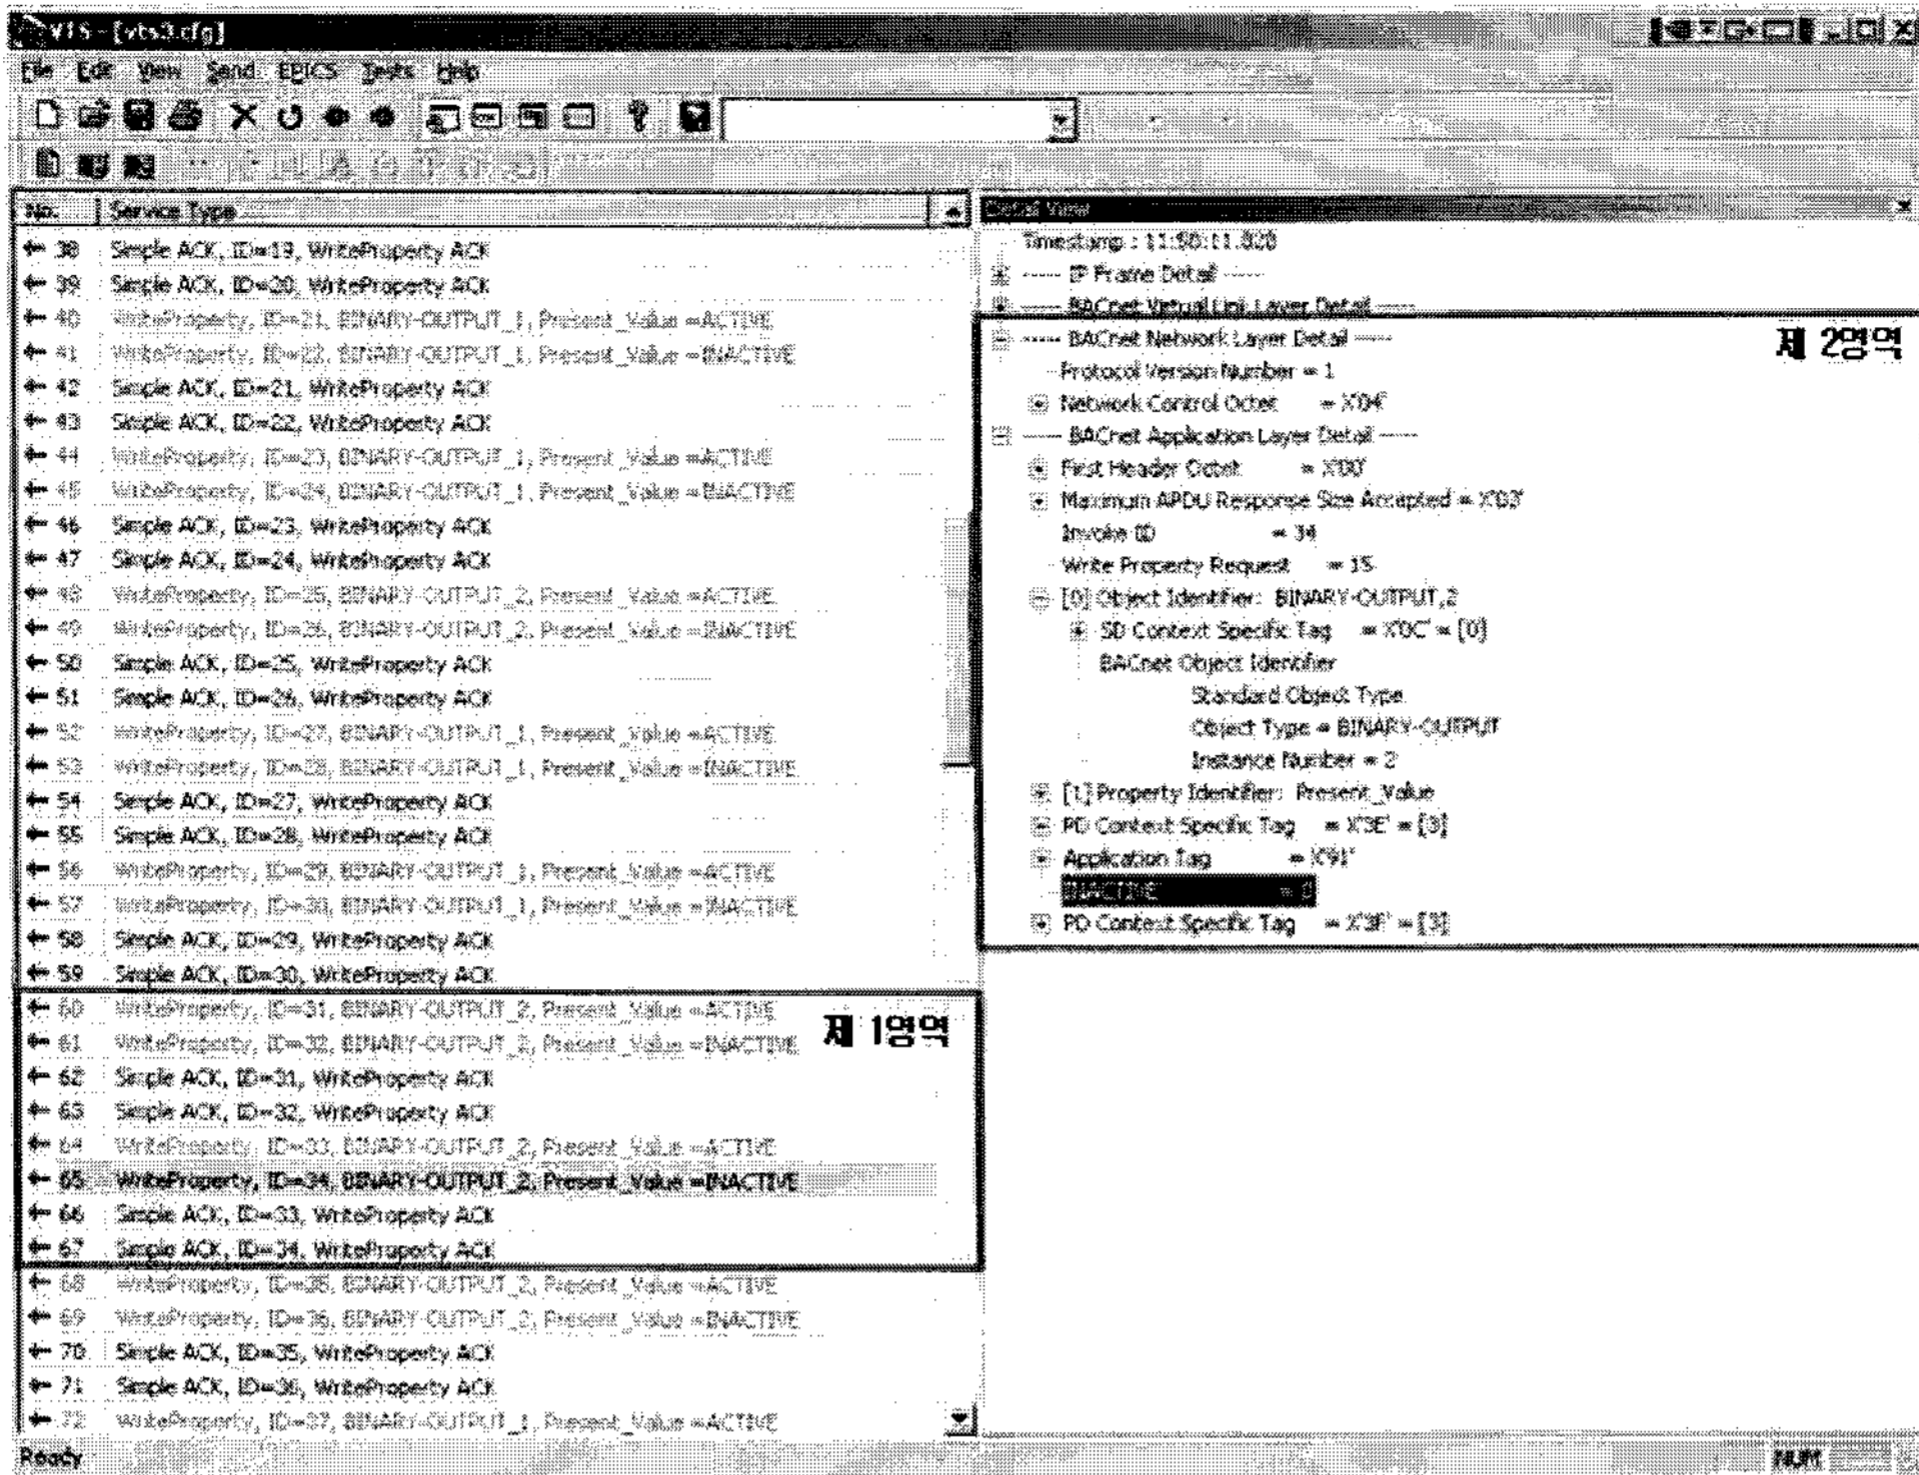 VTS - [vts3.cfg]
File Edit View Send EPICS Tests Help
No. Service Type
38 Simple ACK, ID=19, WriteProperty ACK
39 Simple ACK, ID=20, WriteProperty ACK
40 WriteProperty, ID=21, BINARY-OUTPUT_1, Present_Value =ACTIVE
41 WriteProperty, ID=22, BINARY-OUTPUT_1, Present_Value =INACTIVE
42 Simple ACK, ID=21, WriteProperty ACK
43 Simple ACK, ID=22, WriteProperty ACK
44 WriteProperty, ID=23, BINARY-OUTPUT_1, Present_Value =ACTIVE
45 WriteProperty, ID=24, BINARY-OUTPUT_1, Present_Value =INACTIVE
46 Simple ACK, ID=23, WriteProperty ACK
47 Simple ACK, ID=24, WriteProperty ACK
48 WriteProperty, ID=25, BINARY-OUTPUT_2, Present_Value =ACTIVE
49 WriteProperty, ID=26, BINARY-OUTPUT_2, Present_Value =INACTIVE
50 Simple ACK, ID=25, WriteProperty ACK
51 Simple ACK, ID=26, WriteProperty ACK
52 WriteProperty, ID=27, BINARY-OUTPUT_1, Present_Value =ACTIVE
53 WriteProperty, ID=28, BINARY-OUTPUT_1, Present_Value =INACTIVE
54 Simple ACK, ID=27, WriteProperty ACK
55 Simple ACK, ID=28, WriteProperty ACK
56 WriteProperty, ID=29, BINARY-OUTPUT_1, Present_Value =ACTIVE
57 WriteProperty, ID=30, BINARY-OUTPUT_1, Present_Value =INACTIVE
58 Simple ACK, ID=29, WriteProperty ACK
59 Simple ACK, ID=30, WriteProperty ACK
60 WriteProperty, ID=31, BINARY-OUTPUT_2, Present_Value =ACTIVE
제 1영역
61 WriteProperty, ID=32, BINARY-OUTPUT_2, Present_Value =INACTIVE
62 Simple ACK, ID=31, WriteProperty ACK
63 Simple ACK, ID=32, WriteProperty ACK
64 WriteProperty, ID=33, BINARY-OUTPUT_2, Present_Value =ACTIVE
65 WriteProperty, ID=34, BINARY-OUTPUT_2, Present_Value =INACTIVE
66 Simple ACK, ID=33, WriteProperty ACK
67 Simple ACK, ID=34, WriteProperty ACK
68 WriteProperty, ID=35, BINARY-OUTPUT_2, Present_Value =ACTIVE
69 WriteProperty, ID=36, BINARY-OUTPUT_2, Present_Value =INACTIVE
70 Simple ACK, ID=35, WriteProperty ACK
71 Simple ACK, ID=36, WriteProperty ACK
72 WriteProperty, ID=37, BINARY-OUTPUT_1, Present_Value =ACTIVE
Detail View
Timestamp : 11:50:11.020
----- IP Frame Detail -----
----- BACnet Virtual Link Layer Detail -----
----- BACnet Network Layer Detail -----
제 2영역
Protocol Version Number = 1
Network Control Octet = X'04'
----- BACnet Application Layer Detail -----
First Header Octet = X'00'
Maximum APDU Response Size Accepted = X'03'
Invoke ID = 34
Write Property Request = 15
[0] Object Identifier: BINARY-OUTPUT,2
SD Context Specific Tag = X'0C' = [0]
BACnet Object Identifier
Standard Object Type
Object Type = BINARY-OUTPUT
Instance Number = 2
[1] Property Identifier: Present_Value
PD Context Specific Tag = X'3E' = [3]
Application Tag = X'91'
INACTIVE = 0
PD Context Specific Tag = X'3F' = [3]
Ready
NUM